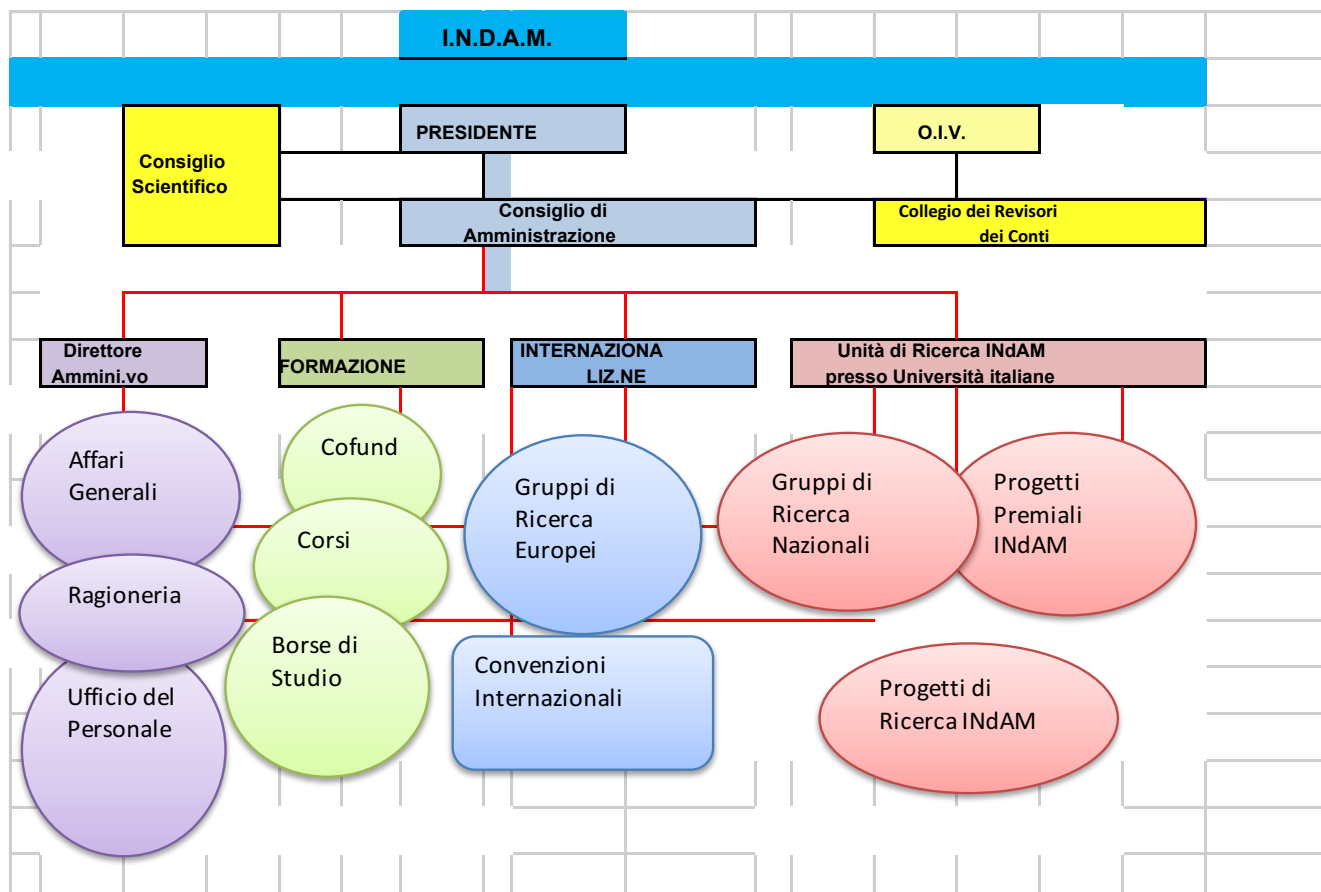 I.N.D.A.M.
PRESIDENTE
O.I.V.
Consiglio
Scientifico
Consiglio di
Amministrazione
Collegio dei Revisori
dei Conti
Direttore
Ammini.vo
FORMAZIONE
INTERNAZIONA
LIZ.NE
Unità di Ricerca INdAM
presso Università italiane
Affari
Generali
Ragioneria
Ufficio del
Personale
Cofund
Corsi
Borse di
Studio
Gruppi di
Ricerca
Europei
Convenzioni
Internazionali
Gruppi di
Ricerca
Nazionali
Progetti
Premiali
INdAM
Progetti di
Ricerca INdAM